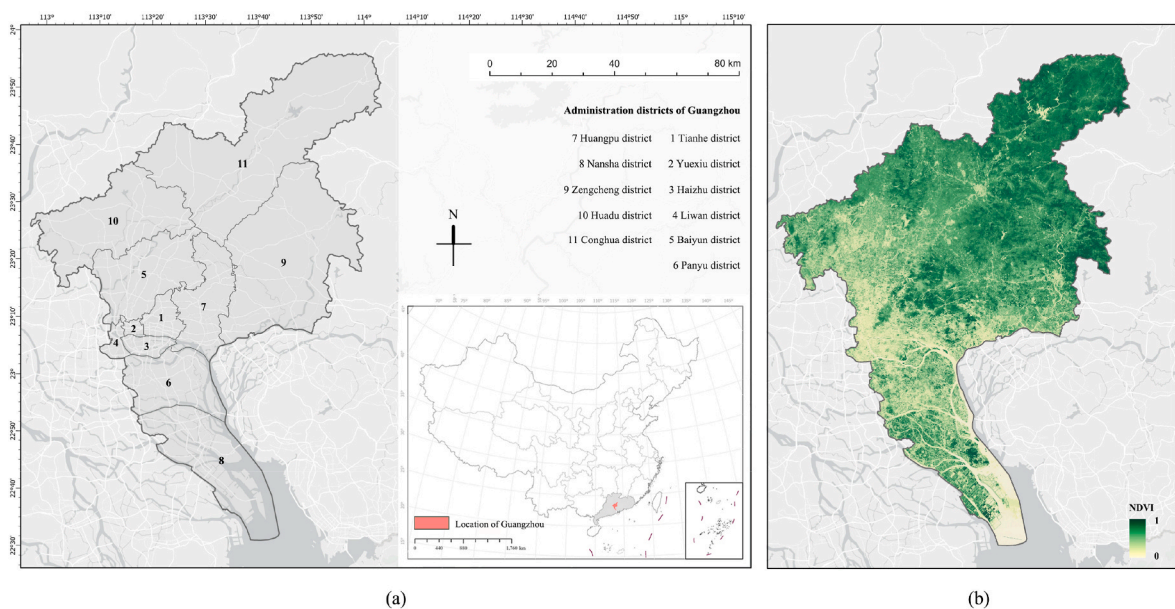 113° 113°10' 113°20' 113°30' 113°40' 113°50' 114° 114°10' 114°20' 114°30' 114°40' 114°50' 115° 115°10'
24°
23°50'
23°40'
23°30'
23°20'
23°10'
23°
22°50'
22°40'
22°30'
11
10
9
5
7
1
2
4
3
6
8
0 20 40 80 km
Administration districts of Guangzhou
7 Huangpu district 1 Tianhe district
8 Nansha district 2 Yuexiu district
9 Zengcheng district 3 Haizhu district
10 Huadu district 4 Liwan district
11 Conghua district 5 Baiyun district
6 Panyu district
N
Location of Guangzhou
NDVI
1
0
(a) (b)